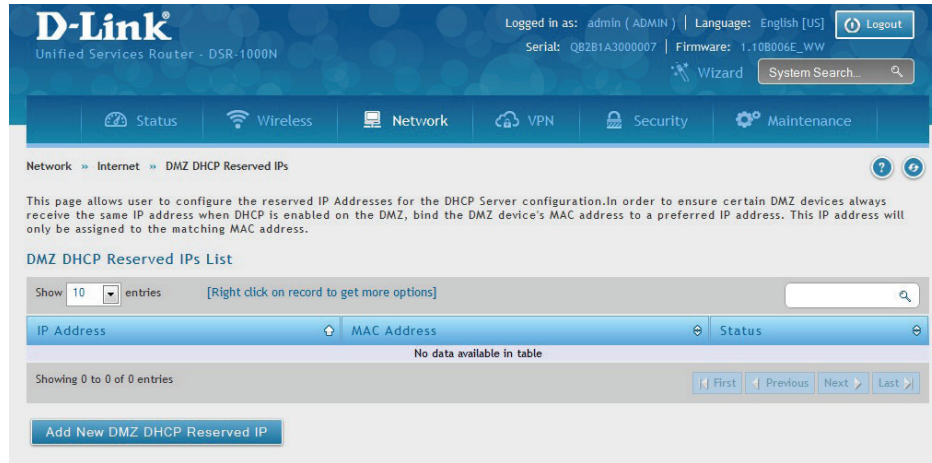 D-Link
Unified Services Router - DSR-1000N
Logged in as: admin ( ADMIN ) | Language: English [US]
Logout
Serial: QB2B1A3000007 | Firmware: 1.10B006E_WW
Wizard
System Search...
Status
Wireless
Network
VPN
Security
Maintenance
Network » Internet » DMZ DHCP Reserved IPs
?
This page allows user to configure the reserved IP Addresses for the DHCP Server configuration.In order to ensure certain DMZ devices always
receive the same IP address when DHCP is enabled on the DMZ, bind the DMZ device's MAC address to a preferred IP address. This IP address will
only be assigned to the matching MAC address.
DMZ DHCP Reserved IPs List
Show 10 entries [Right click on record to get more options]
IP Address MAC Address Status
No data available in table
Showing 0 to 0 of 0 entries
First Previous Next Last
Add New DMZ DHCP Reserved IP